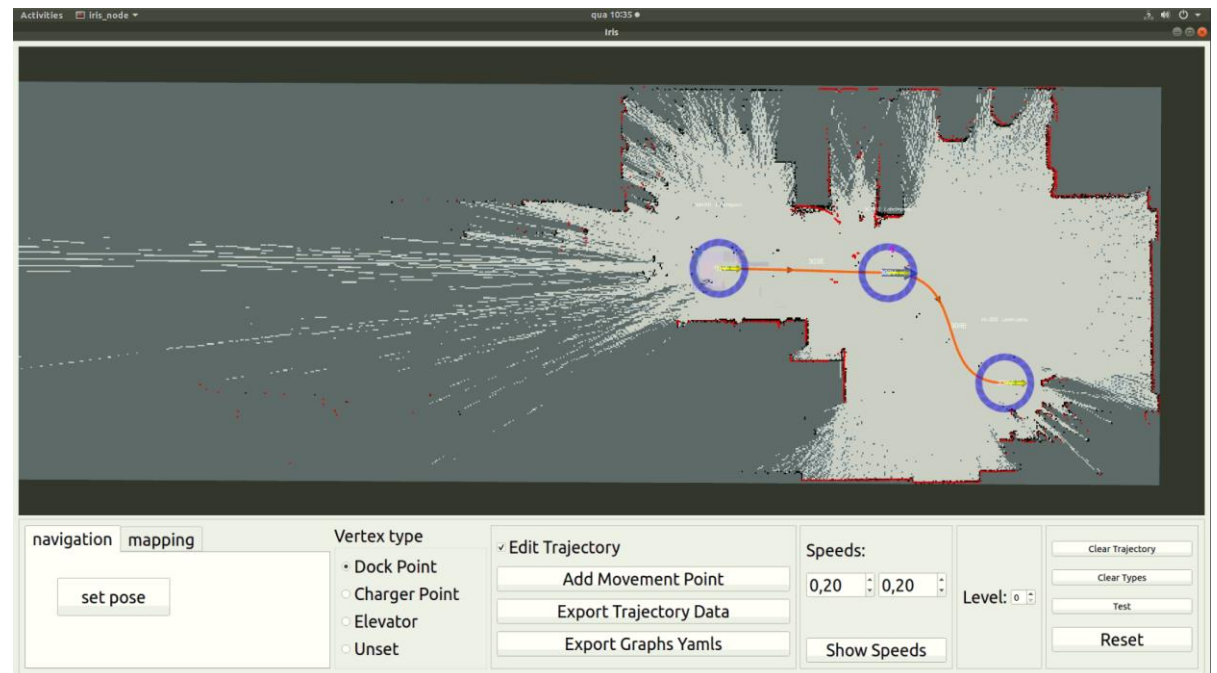 Activities iris_node qua 10:35
Iris
navigation mapping
set pose
Vertex type
Dock Point
Charger Point
Elevator
Unset
Edit Trajectory
Add Movement Point
Export Trajectory Data
Export Graphs Yamls
Speeds:
0,20 0,20
Show Speeds
Level: 0
Clear Trajectory
Clear Types
Test
Reset